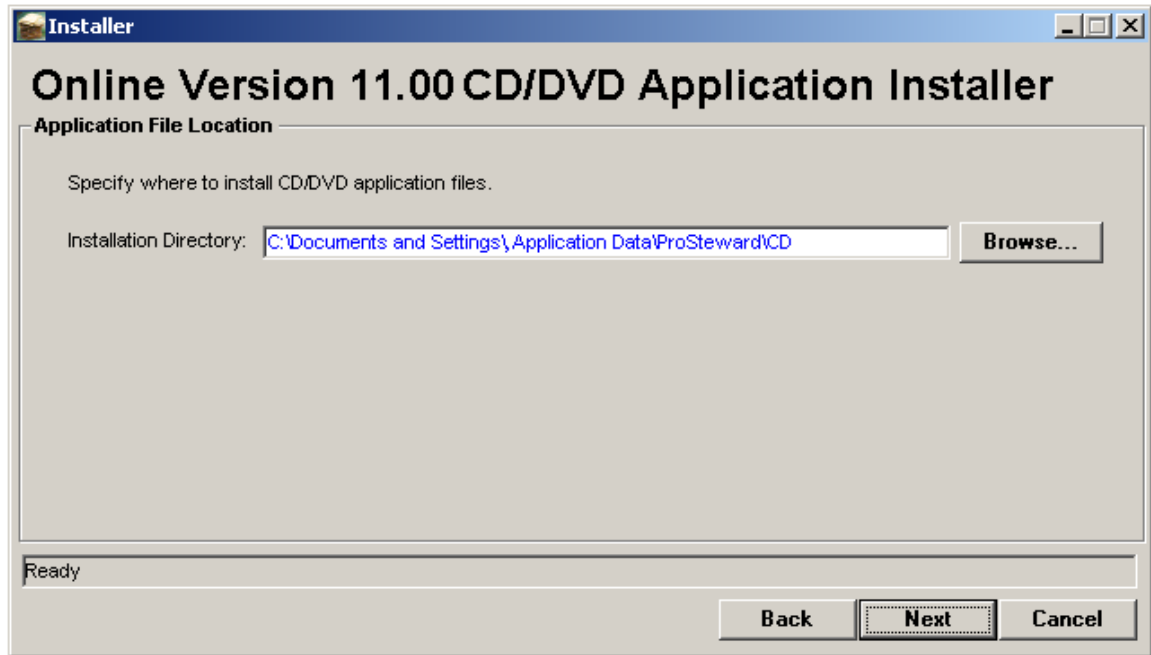 Installer
Online Version 11.00 CD/DVD Application Installer
Application File Location
Specify where to install CD/DVD application files.
Installation Directory: C:\Documents and Settings\,Application Data\ProSteward\CD Browse...
Ready
Back Next Cancel